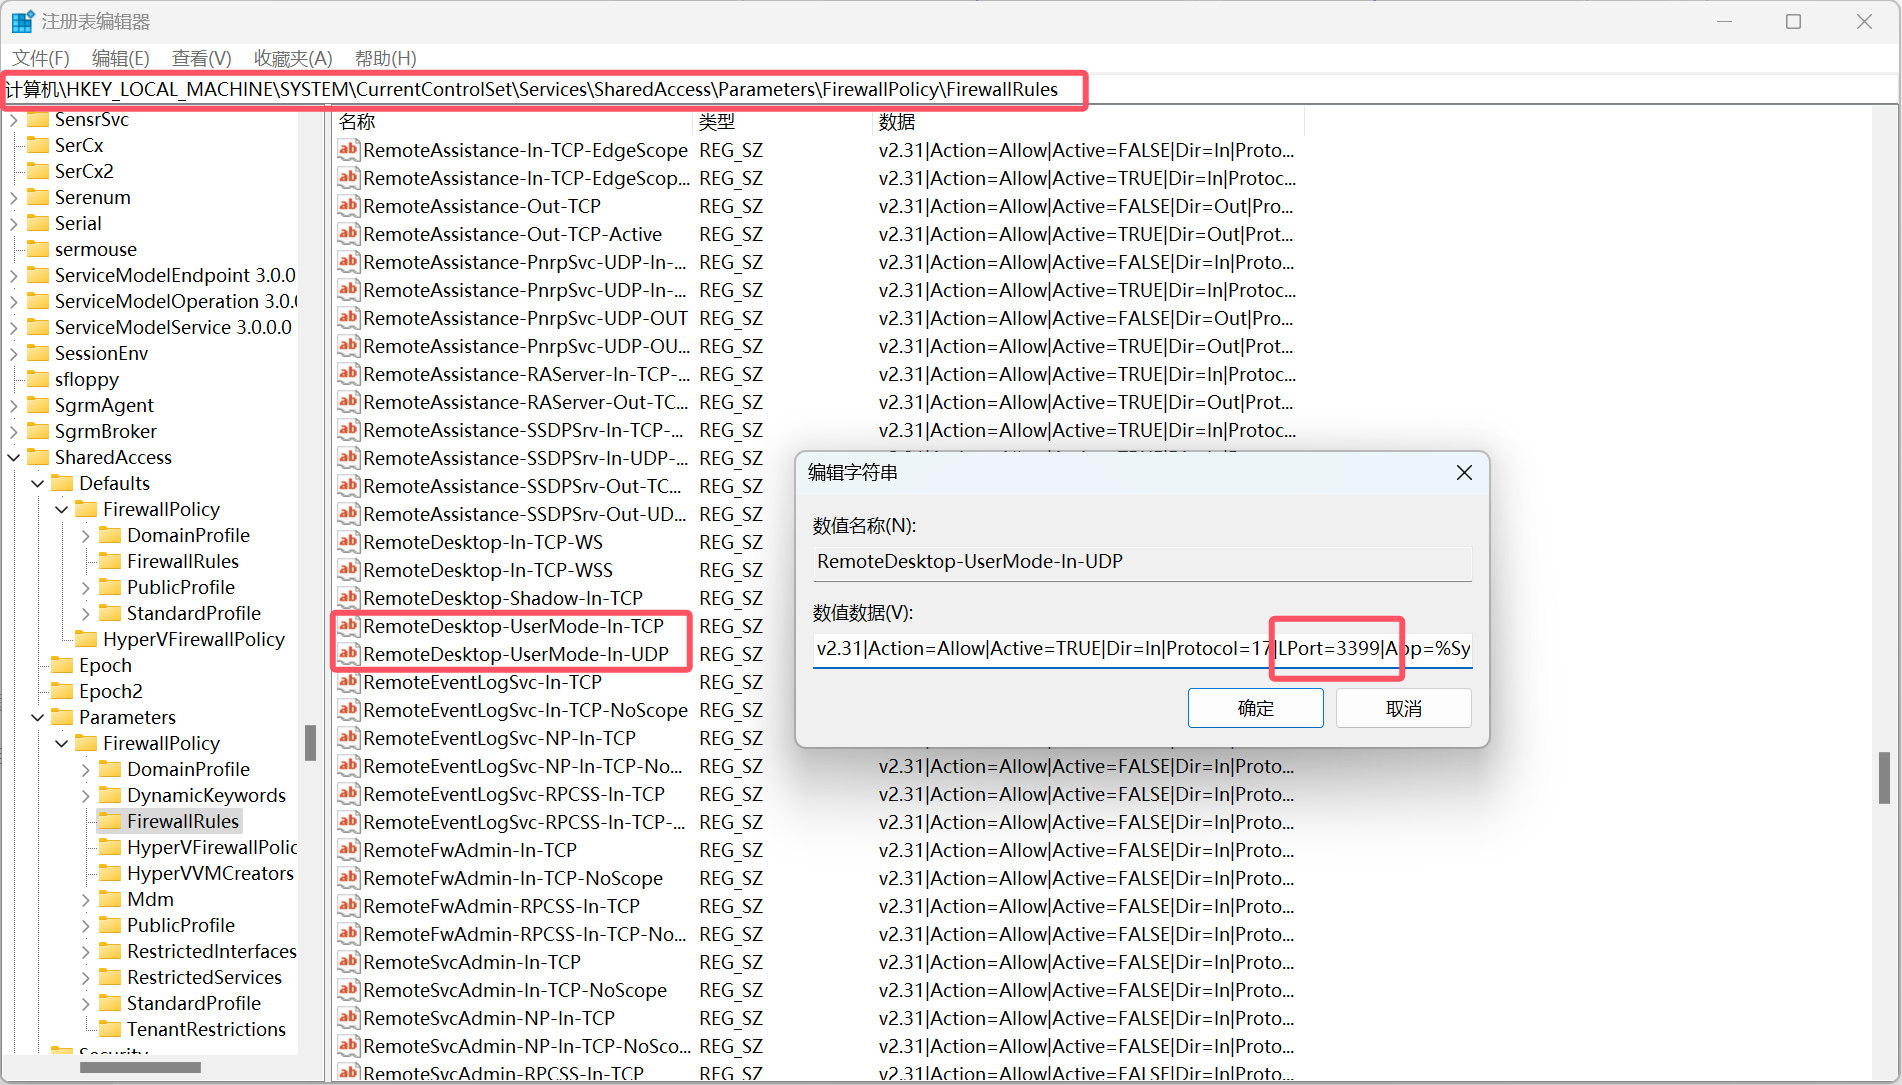 注册表编辑器
文件(F) 编辑(E) 查看(V) 收藏夹(A) 帮助(H)
计算机\HKEY_LOCAL_MACHINE\SYSTEM\CurrentControlSet\Services\SharedAccess\Parameters\FirewallPolicy\FirewallRules
SensrSvc
SerCx
SerCx2
Serenum
Serial
sermouse
ServiceModelEndpoint 3.0.0
ServiceModelOperation 3.0.
ServiceModelService 3.0.0.0
SessionEnv
sfloppy
SgrmAgent
SgrmBroker
SharedAccess
Defaults
FirewallPolicy
DomainProfile
FirewallRules
PublicProfile
StandardProfile
HyperVFirewallPolicy
Epoch
Epoch2
Parameters
FirewallPolicy
DomainProfile
DynamicKeywords
FirewallRules
HyperVFirewallPolic
HyperVVMCreators
Mdm
PublicProfile
RestrictedInterfaces
RestrictedServices
StandardProfile
TenantRestrictions
Security
名称 类型 数据
RemoteAssistance-In-TCP-EdgeScope REG_SZ v2.31|Action=Allow|Active=FALSE|Dir=In|Proto...
RemoteAssistance-In-TCP-EdgeScop... REG_SZ v2.31|Action=Allow|Active=TRUE|Dir=In|Protoc...
RemoteAssistance-Out-TCP REG_SZ v2.31|Action=Allow|Active=FALSE|Dir=Out|Pro...
RemoteAssistance-Out-TCP-Active REG_SZ v2.31|Action=Allow|Active=TRUE|Dir=Out|Prot...
RemoteAssistance-PnrpSvc-UDP-In-... REG_SZ v2.31|Action=Allow|Active=FALSE|Dir=In|Proto...
RemoteAssistance-PnrpSvc-UDP-In-... REG_SZ v2.31|Action=Allow|Active=TRUE|Dir=In|Protoc...
RemoteAssistance-PnrpSvc-UDP-OUT REG_SZ v2.31|Action=Allow|Active=FALSE|Dir=Out|Pro...
RemoteAssistance-PnrpSvc-UDP-OU... REG_SZ v2.31|Action=Allow|Active=TRUE|Dir=Out|Prot...
RemoteAssistance-RAServer-In-TCP-... REG_SZ v2.31|Action=Allow|Active=TRUE|Dir=In|Protoc...
RemoteAssistance-RAServer-Out-TC... REG_SZ v2.31|Action=Allow|Active=TRUE|Dir=Out|Prot...
RemoteAssistance-SSDPSrv-In-TCP-... REG_SZ v2.31|Action=Allow|Active=TRUE|Dir=In|Protoc...
RemoteAssistance-SSDPSrv-In-UDP-... REG_SZ
RemoteAssistance-SSDPSrv-Out-TC... REG_SZ
RemoteAssistance-SSDPSrv-Out-UD... REG_SZ
RemoteDesktop-In-TCP-WS REG_SZ
RemoteDesktop-In-TCP-WSS REG_SZ
RemoteDesktop-Shadow-In-TCP REG_SZ
RemoteDesktop-UserMode-In-TCP REG_SZ
RemoteDesktop-UserMode-In-UDP REG_SZ
RemoteEventLogSvc-In-TCP REG_SZ
RemoteEventLogSvc-In-TCP-NoScope REG_SZ
RemoteEventLogSvc-NP-In-TCP REG_SZ
RemoteEventLogSvc-NP-In-TCP-No... REG_SZ v2.31|Action=Allow|Active=FALSE|Dir=In|Proto...
RemoteEventLogSvc-RPCSS-In-TCP REG_SZ v2.31|Action=Allow|Active=FALSE|Dir=In|Proto...
RemoteEventLogSvc-RPCSS-In-TCP-... REG_SZ v2.31|Action=Allow|Active=FALSE|Dir=In|Proto...
RemoteFwAdmin-In-TCP REG_SZ v2.31|Action=Allow|Active=FALSE|Dir=In|Proto...
RemoteFwAdmin-In-TCP-NoScope REG_SZ v2.31|Action=Allow|Active=FALSE|Dir=In|Proto...
RemoteFwAdmin-RPCSS-In-TCP REG_SZ v2.31|Action=Allow|Active=FALSE|Dir=In|Proto...
RemoteFwAdmin-RPCSS-In-TCP-No... REG_SZ v2.31|Action=Allow|Active=FALSE|Dir=In|Proto...
RemoteSvcAdmin-In-TCP REG_SZ v2.31|Action=Allow|Active=FALSE|Dir=In|Proto...
RemoteSvcAdmin-In-TCP-NoScope REG_SZ v2.31|Action=Allow|Active=FALSE|Dir=In|Proto...
RemoteSvcAdmin-NP-In-TCP REG_SZ v2.31|Action=Allow|Active=FALSE|Dir=In|Proto...
RemoteSvcAdmin-NP-In-TCP-NoSco... REG_SZ v2.31|Action=Allow|Active=FALSE|Dir=In|Proto...
RemoteSvcAdmin-RPCSS-In-TCP REG_SZ v2.31|Action=Allow|Active=FALSE|Dir=In|Proto...
编辑字符串
数值名称(N):
RemoteDesktop-UserMode-In-UDP
数值数据(V):
v2.31|Action=Allow|Active=TRUE|Dir=In|Protocol=17|LPort=3399|App=%Sy
确定 取消